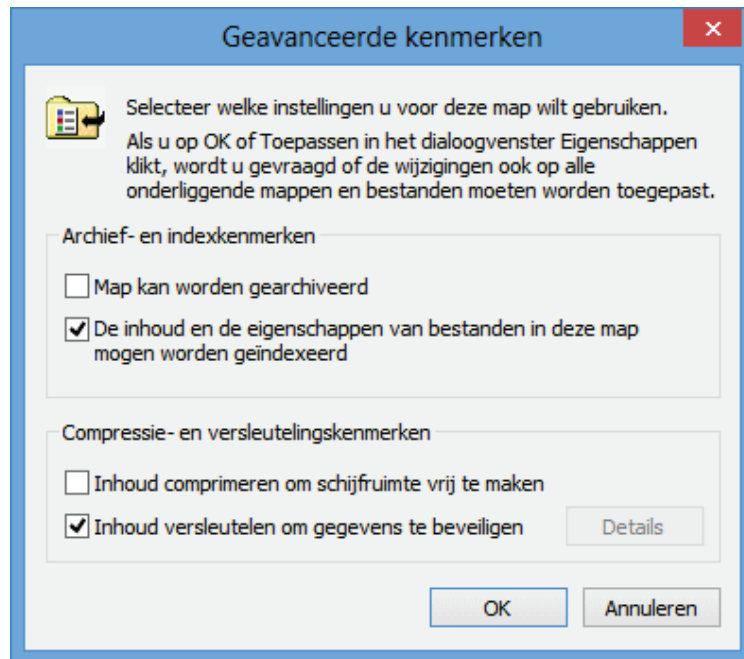 Geavanceerde kenmerken
Selecteer welke instellingen u voor deze map wilt gebruiken.
Als u op OK of Toepassen in het dialoogvenster Eigenschappen
klikt, wordt u gevraagd of de wijzigingen ook op alle
onderliggende mappen en bestanden moeten worden toegepast.
Archief- en indexkenmerken
Map kan worden gearchiveerd
De inhoud en de eigenschappen van bestanden in deze map
mogen worden geïndexeerd
Compressie- en versleutelingskenmerken
Inhoud comprimeren om schijfruimte vrij te maken
Inhoud versleutelen om gegevens te beveiligen
Details
OK
Annuleren